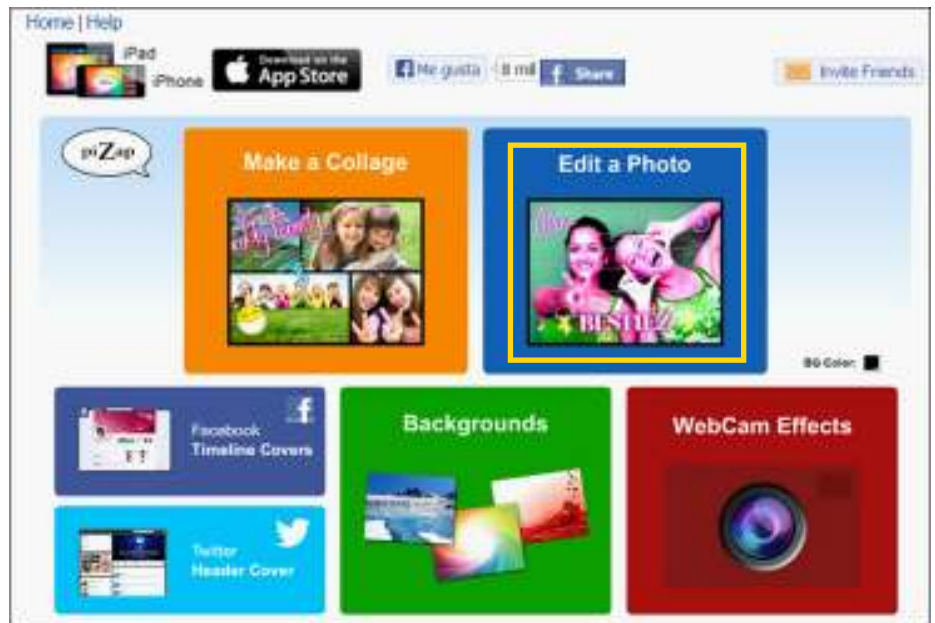 Home | Help
iPad
iPhone
Download on the
App Store
Me gusta
8 mil
Share
Invite Friends
piZap
Make a Collage
Edit a Photo
BESTIEZ
BG Color:
Facebook
Timeline Covers
Backgrounds
WebCam Effects
Twitter
Header Cover